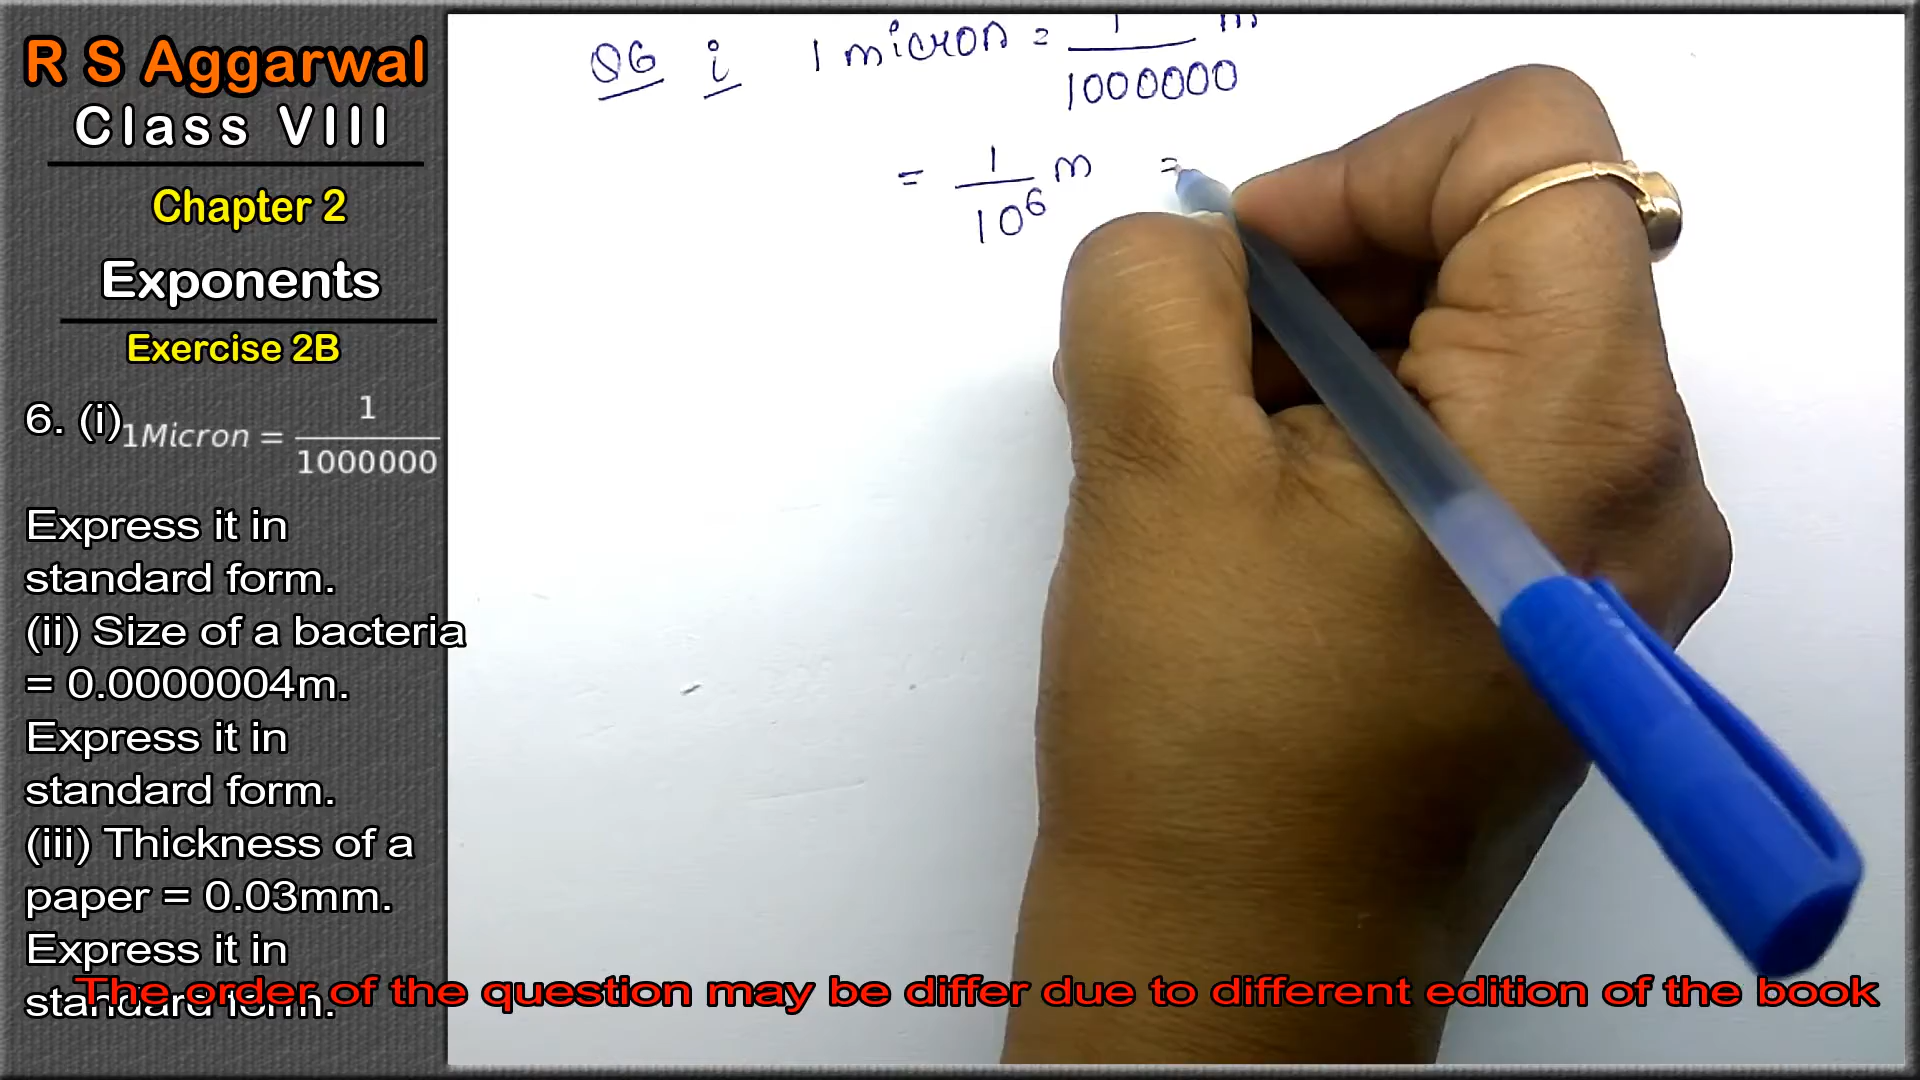 R S Aggarwal
Class VIII
Chapter 2
Exponents
Exercise 2B
6. (i) 1Micron = 1/1000000
Express it in
standard form.
(ii) Size of a bacteria
= 0.0000004m.
Express it in
standard form.
(iii) Thickness of a
paper = 0.03mm.
Express it in
standard form.
Q6 i 1 micron = 1/1000000 m
= 1/10⁶ m =
The order of the question may be differ due to different edition of the book